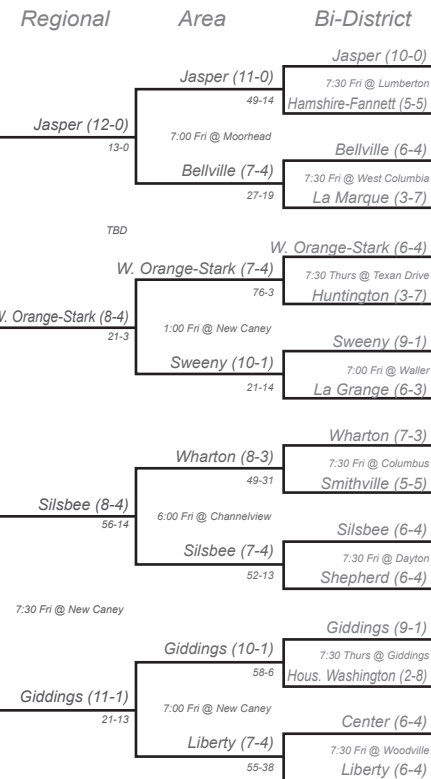 Regional Area Bi-District
Jasper (10-0)
Jasper (11-0)
7:30 Fri @ Lumberton
49-14
Hamshire-Fannett (5-5)
Jasper (12-0)
7:00 Fri @ Moorhead
13-0
Bellville (6-4)
Bellville (7-4)
7:30 Fri @ West Columbia
27-19
La Marque (3-7)
TBD
W. Orange-Stark (6-4)
W. Orange-Stark (7-4)
7:30 Thurs @ Texan Drive
76-3
Huntington (3-7)
W. Orange-Stark (8-4)
1:00 Fri @ New Caney
21-3
Sweeny (9-1)
Sweeny (10-1)
7:00 Fri @ Waller
21-14
La Grange (6-3)
Wharton (7-3)
Wharton (8-3)
7:30 Fri @ Columbus
49-31
Smithville (5-5)
Silsbee (8-4)
6:00 Fri @ Channelview
56-14
Silsbee (6-4)
Silsbee (7-4)
7:30 Fri @ Dayton
52-13
Shepherd (6-4)
7:30 Fri @ New Caney
Giddings (9-1)
Giddings (10-1)
7:30 Thurs @ Giddings
58-6
Hous. Washington (2-8)
Giddings (11-1)
7:00 Fri @ New Caney
21-13
Center (6-4)
Liberty (7-4)
7:30 Fri @ Woodville
55-38
Liberty (6-4)